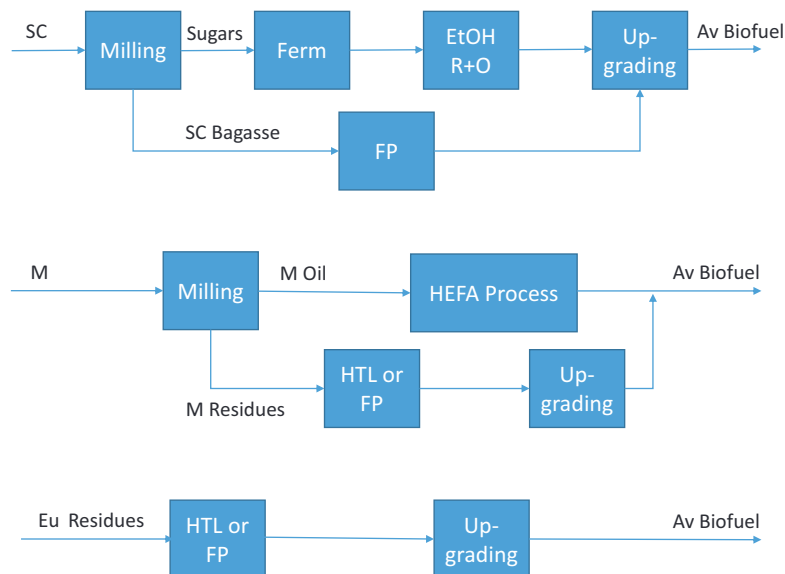 SC
Milling
Sugars
Ferm
EtOH
R+O
Up-
grading
Av Biofuel
SC Bagasse
FP
M
Milling
M Oil
HEFA Process
Av Biofuel
M Residues
HTL or
FP
Up-
grading
Eu Residues
HTL or
FP
Up-
grading
Av Biofuel